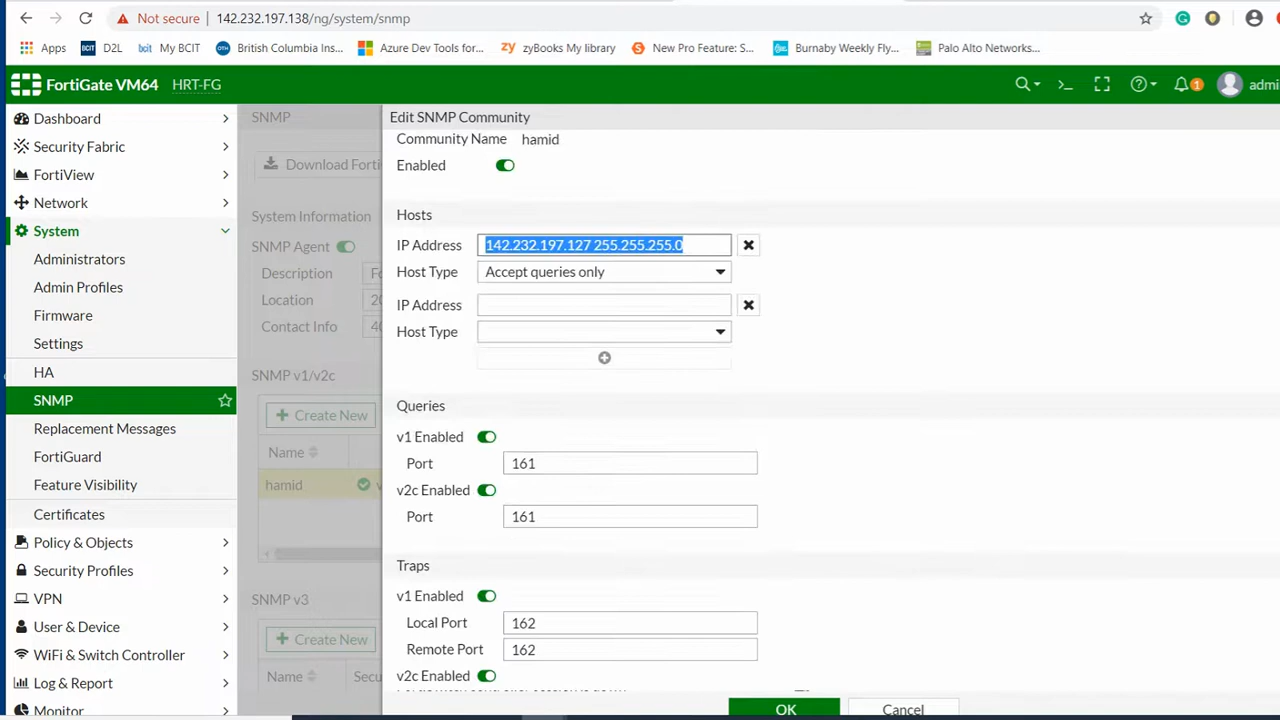 Not secure 142.232.197.138/ng/system/snmp
Apps D2L My BCIT British Columbia Ins... Azure Dev Tools for... zyBooks My library New Pro Feature: S... Burnaby Weekly Fly... Palo Alto Networks...
FortiGate VM64 HRT-FG
admi
Dashboard
Security Fabric
FortiView
Network
System
Administrators
Admin Profiles
Firmware
Settings
HA
SNMP
Replacement Messages
FortiGuard
Feature Visibility
Certificates
Policy & Objects
Security Profiles
VPN
User & Device
WiFi & Switch Controller
Log & Report
Monitor
SNMP
Download Forti
System Information
SNMP Agent
Description Fo
Location 20
Contact Info 40
SNMP v1/v2c
Create New
Name
hamid v
SNMP v3
Create New
Name Secu
Edit SNMP Community
Community Name hamid
Enabled
Hosts
IP Address 142.232.197.127 255.255.255.0
Host Type Accept queries only
IP Address
Host Type
Queries
v1 Enabled
Port 161
v2c Enabled
Port 161
Traps
v1 Enabled
Local Port 162
Remote Port 162
v2c Enabled
OK Cancel